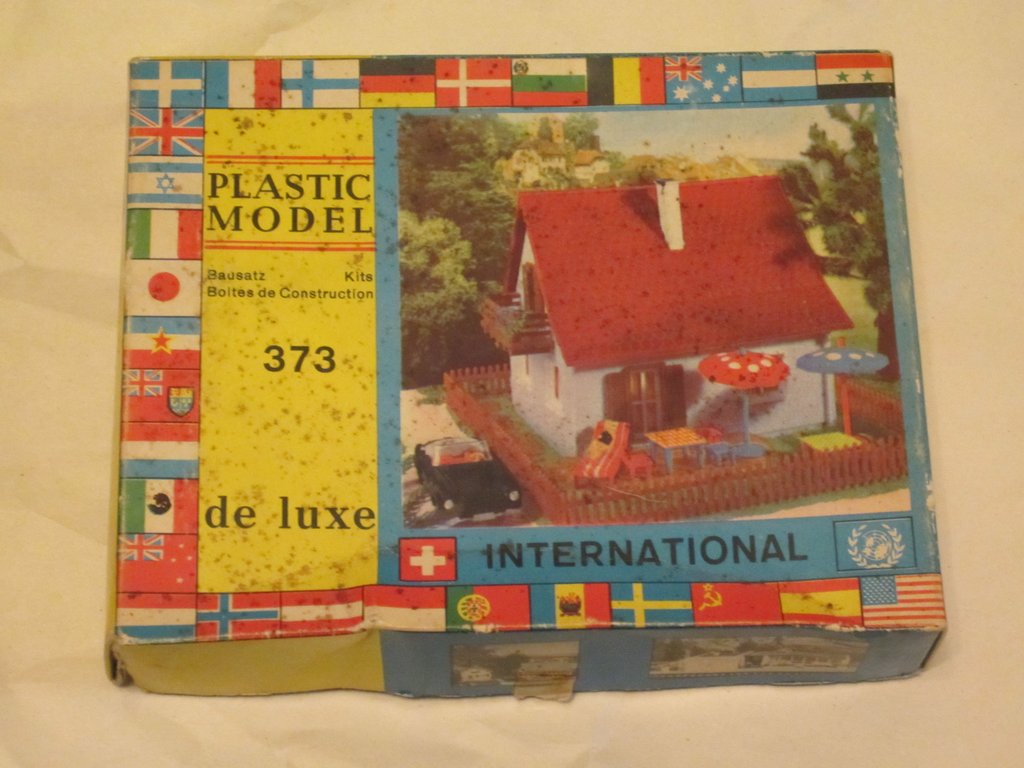 PLASTIC
MODEL
Bausatz Kits
Boites de Construction
373
de luxe
INTERNATIONAL